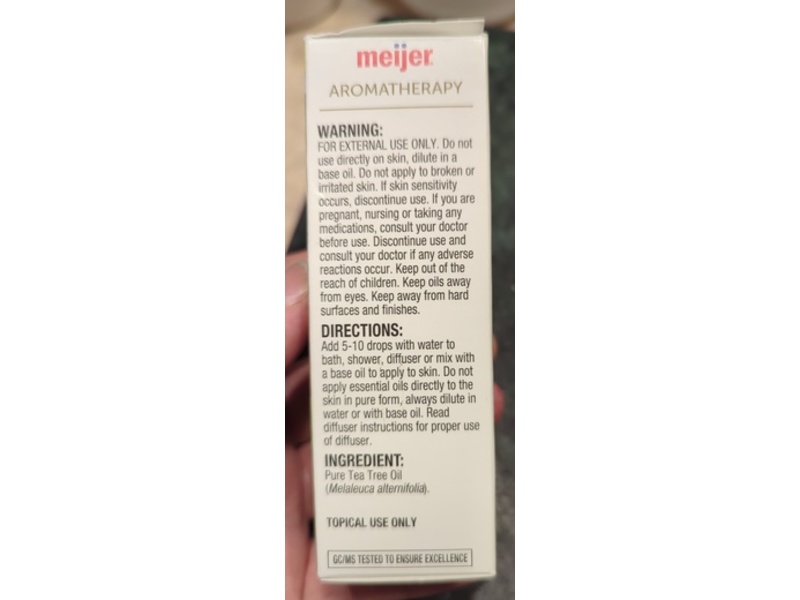 meijer
AROMATHERAPY
WARNING:
FOR EXTERNAL USE ONLY. Do not
use directly on skin, dilute in a
base oil. Do not apply to broken or
irritated skin. If skin sensitivity
occurs, discontinue use. If you are
pregnant, nursing or taking any
medications, consult your doctor
before use. Discontinue use and
consult your doctor if any adverse
reactions occur. Keep out of the
reach of children. Keep oils away
from eyes. Keep away from hard
surfaces and finishes.
DIRECTIONS:
Add 5-10 drops with water to
bath, shower, diffuser or mix with
a base oil to apply to skin. Do not
apply essential oils directly to the
skin in pure form, always dilute in
water or with base oil. Read
diffuser instructions for proper use
of diffuser.
INGREDIENT:
Pure Tea Tree Oil
(Melaleuca alternifolia).
TOPICAL USE ONLY
GC/MS TESTED TO ENSURE EXCELLENCE